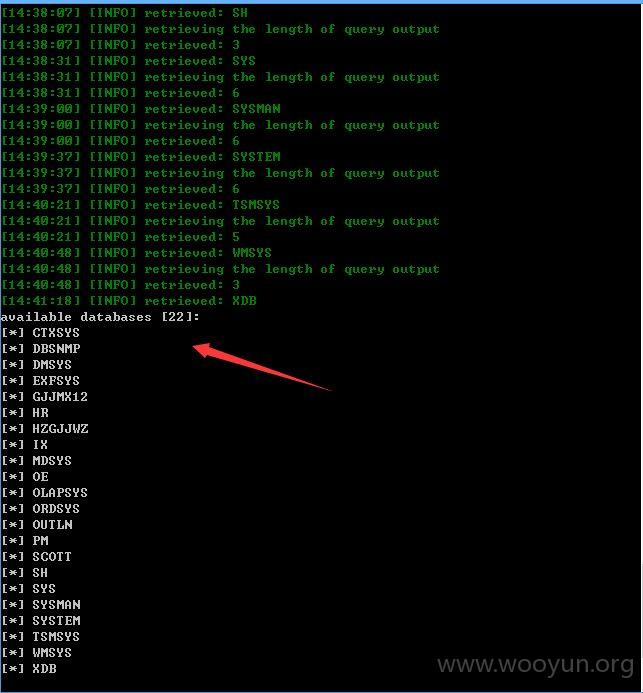 [14:38:07] [INFO] retrieved: SH
[14:38:07] [INFO] retrieving the length of query output
[14:38:07] [INFO] retrieved: 3
[14:38:31] [INFO] retrieved: SYS
[14:38:31] [INFO] retrieving the length of query output
[14:38:31] [INFO] retrieved: 6
[14:39:00] [INFO] retrieved: SYSMAN
[14:39:00] [INFO] retrieving the length of query output
[14:39:00] [INFO] retrieved: 6
[14:39:37] [INFO] retrieved: SYSTEM
[14:39:37] [INFO] retrieving the length of query output
[14:39:37] [INFO] retrieved: 6
[14:40:21] [INFO] retrieved: TSMSYS
[14:40:21] [INFO] retrieving the length of query output
[14:40:21] [INFO] retrieved: 5
[14:40:48] [INFO] retrieved: WMSYS
[14:40:48] [INFO] retrieving the length of query output
[14:40:48] [INFO] retrieved: 3
[14:41:18] [INFO] retrieved: XDB
available databases [22]:
[*] CTXSYS
[*] DBSNMP
[*] DMSYS
[*] EXFSYS
[*] GJJMX12
[*] HR
[*] HZGJJWZ
[*] IX
[*] MDSYS
[*] OE
[*] OLAPSYS
[*] ORDSYS
[*] OUTLN
[*] PM
[*] SCOTT
[*] SH
[*] SYS
[*] SYSMAN
[*] SYSTEM
[*] TSMSYS
[*] WMSYS
[*] XDB
www.wooyun.org